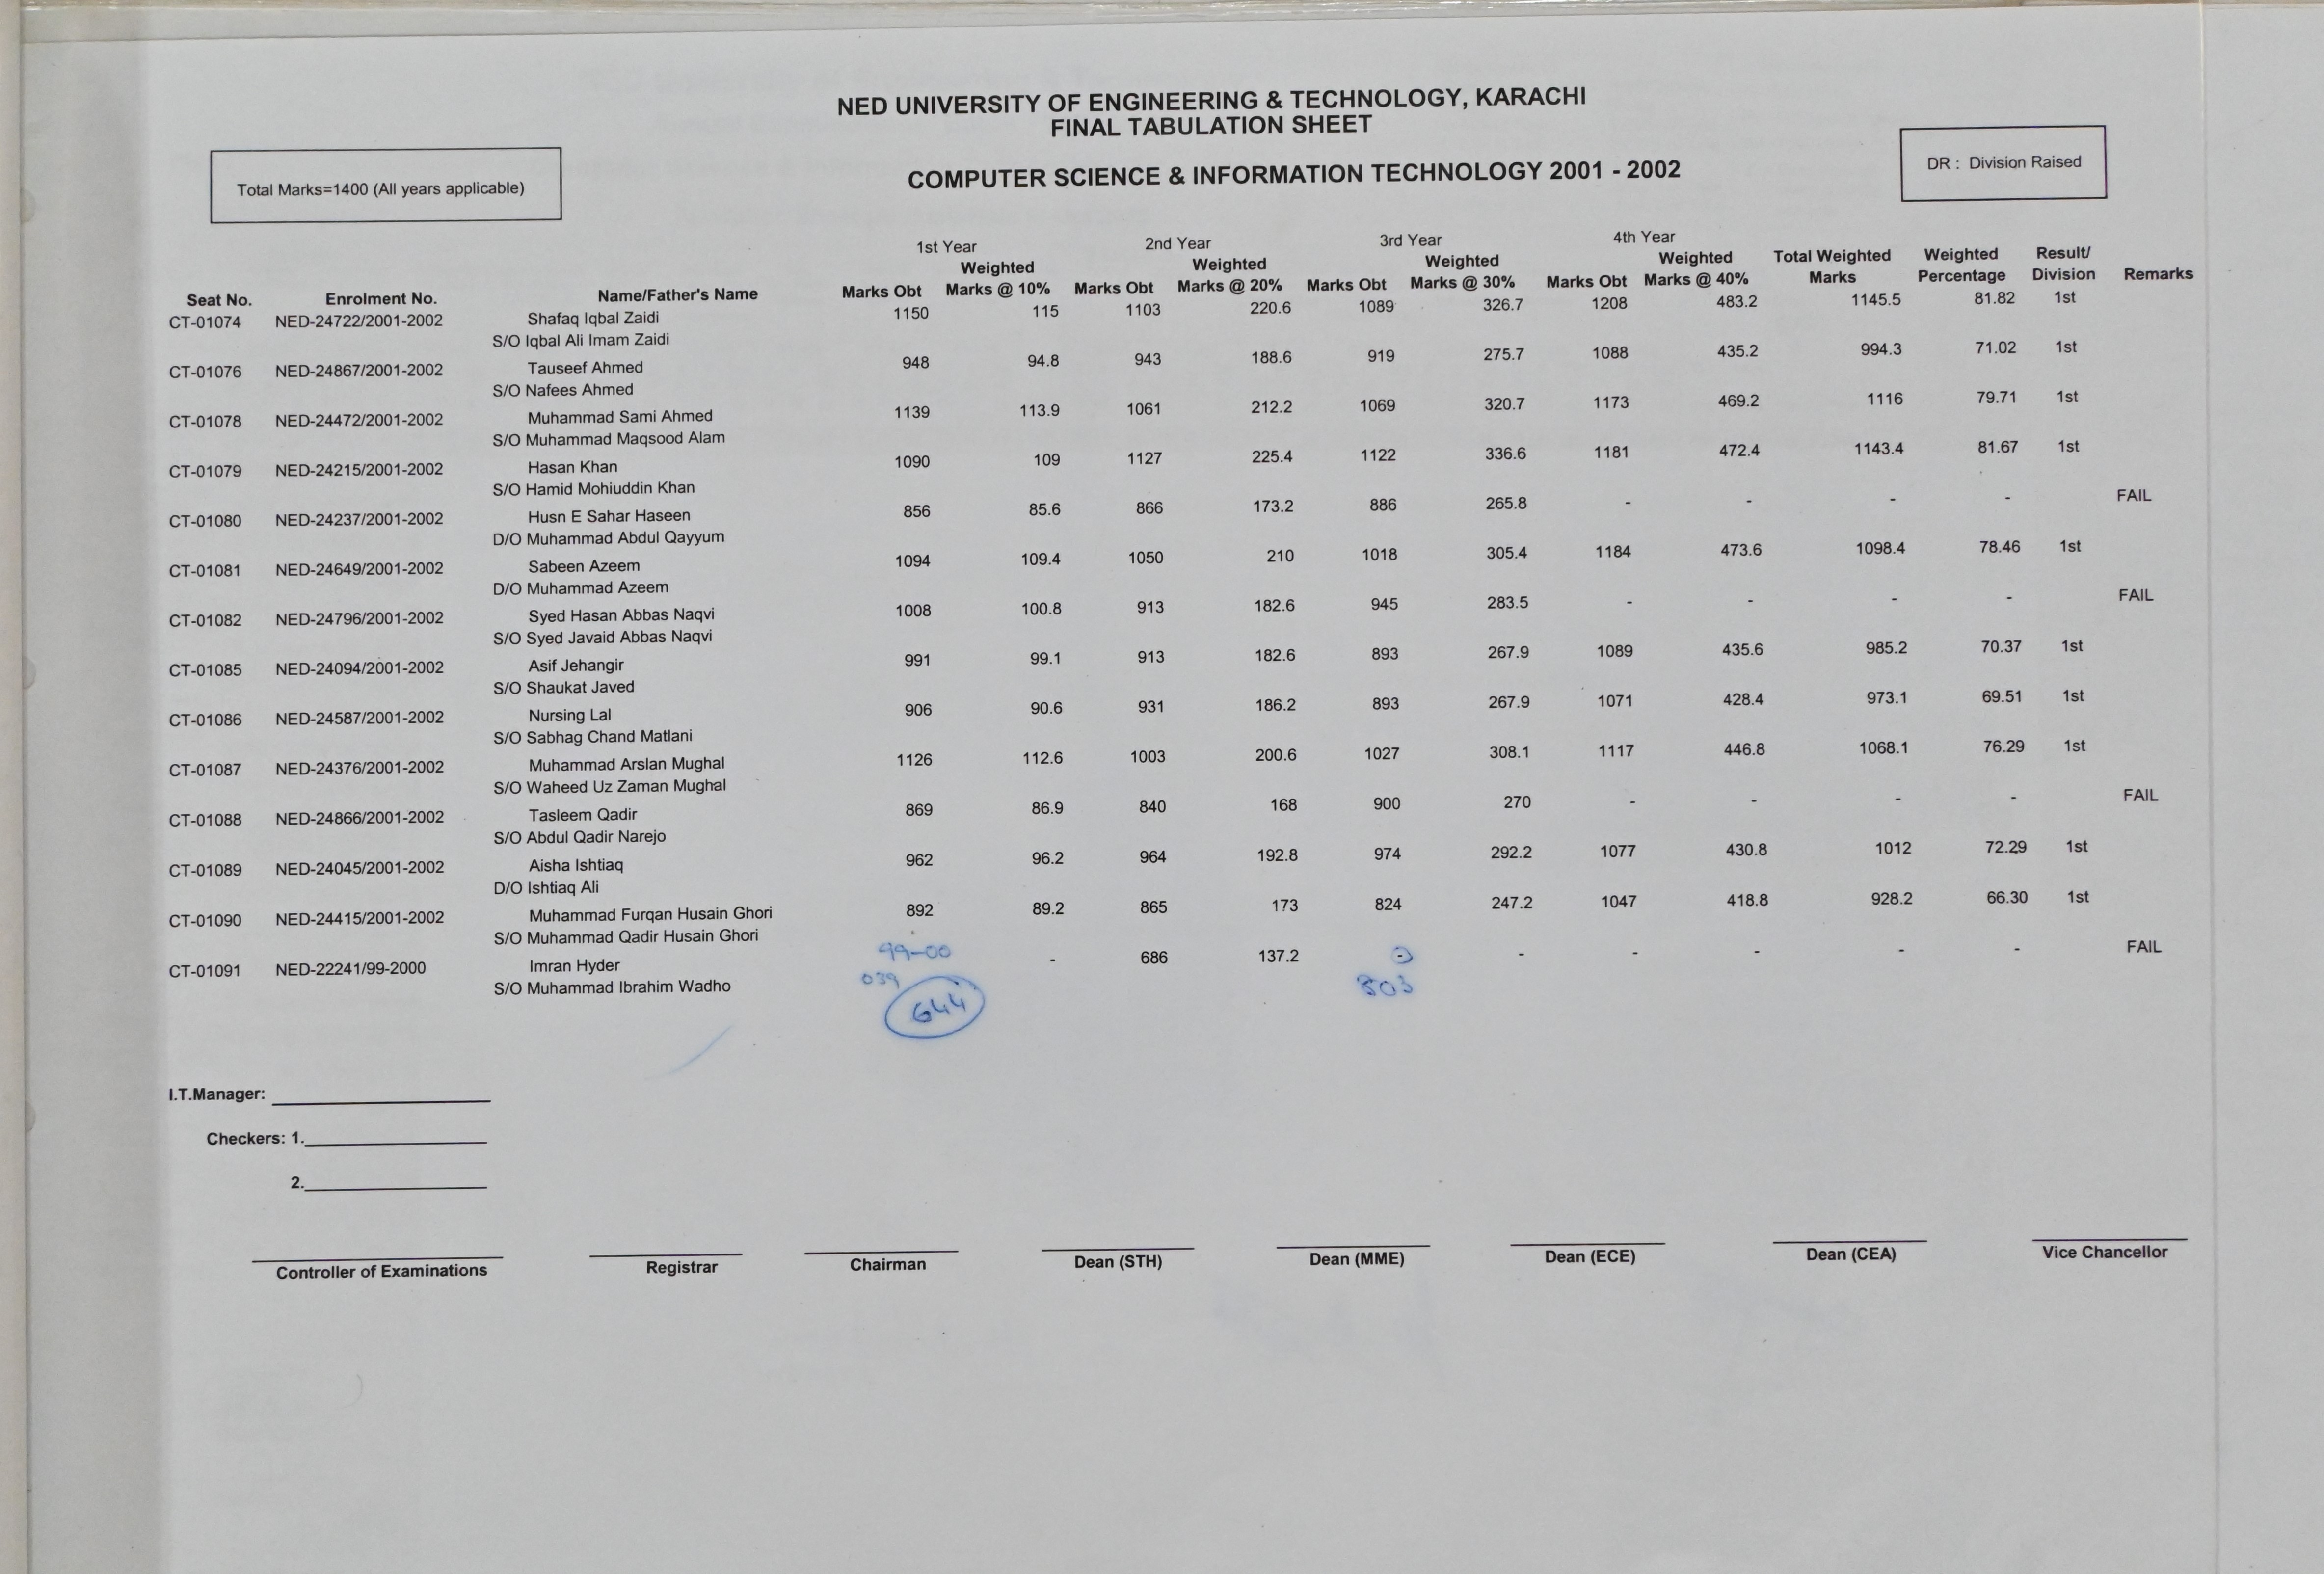 NED UNIVERSITY OF ENGINEERING & TECHNOLOGY, KARACHI
FINAL TABULATION SHEET
Total Marks=1400 (All years applicable)
COMPUTER SCIENCE & INFORMATION TECHNOLOGY 2001 - 2002
DR : Division Raised
1st Year 2nd Year 3rd Year 4th Year
Weighted Weighted Weighted Weighted Total Weighted Weighted Result/
Seat No. Enrolment No. Name/Father's Name Marks Obt Marks @ 10% Marks Obt Marks @ 20% Marks Obt Marks @ 30% Marks Obt Marks @ 40% Marks Percentage Division Remarks
CT-01074 NED-24722/2001-2002 Shafaq Iqbal Zaidi 1150 115 1103 220.6 1089 326.7 1208 483.2 1145.5 81.82 1st
S/O Iqbal Ali Imam Zaidi
CT-01076 NED-24867/2001-2002 Tauseef Ahmed 948 94.8 943 188.6 919 275.7 1088 435.2 994.3 71.02 1st
S/O Nafees Ahmed
CT-01078 NED-24472/2001-2002 Muhammad Sami Ahmed 1139 113.9 1061 212.2 1069 320.7 1173 469.2 1116 79.71 1st
S/O Muhammad Maqsood Alam
CT-01079 NED-24215/2001-2002 Hasan Khan 1090 109 1127 225.4 1122 336.6 1181 472.4 1143.4 81.67 1st
S/O Hamid Mohiuddin Khan
CT-01080 NED-24237/2001-2002 Husn E Sahar Haseen 856 85.6 866 173.2 886 265.8 - - - - FAIL
D/O Muhammad Abdul Qayyum
CT-01081 NED-24649/2001-2002 Sabeen Azeem 1094 109.4 1050 210 1018 305.4 1184 473.6 1098.4 78.46 1st
D/O Muhammad Azeem
CT-01082 NED-24796/2001-2002 Syed Hasan Abbas Naqvi 1008 100.8 913 182.6 945 283.5 - - - - FAIL
S/O Syed Javaid Abbas Naqvi
CT-01085 NED-24094/2001-2002 Asif Jehangir 991 99.1 913 182.6 893 267.9 1089 435.6 985.2 70.37 1st
S/O Shaukat Javed
CT-01086 NED-24587/2001-2002 Nursing Lal 906 90.6 931 186.2 893 267.9 1071 428.4 973.1 69.51 1st
S/O Sabhag Chand Matlani
CT-01087 NED-24376/2001-2002 Muhammad Arslan Mughal 1126 112.6 1003 200.6 1027 308.1 1117 446.8 1068.1 76.29 1st
S/O Waheed Uz Zaman Mughal
CT-01088 NED-24866/2001-2002 Tasleem Qadir 869 86.9 840 168 900 270 - - - - FAIL
S/O Abdul Qadir Narejo
CT-01089 NED-24045/2001-2002 Aisha Ishtiaq 962 96.2 964 192.8 974 292.2 1077 430.8 1012 72.29 1st
D/O Ishtiaq Ali
CT-01090 NED-24415/2001-2002 Muhammad Furqan Husain Ghori 892 89.2 865 173 824 247.2 1047 418.8 928.2 66.30 1st
S/O Muhammad Qadir Husain Ghori
CT-01091 NED-22241/99-2000 Imran Hyder 99-00 - 686 137.2 - - - - - - FAIL
S/O Muhammad Ibrahim Wadho 039 803
644
I.T.Manager:
Checkers: 1.
2.
Controller of Examinations Registrar Chairman Dean (STH) Dean (MME) Dean (ECE) Dean (CEA) Vice Chancellor